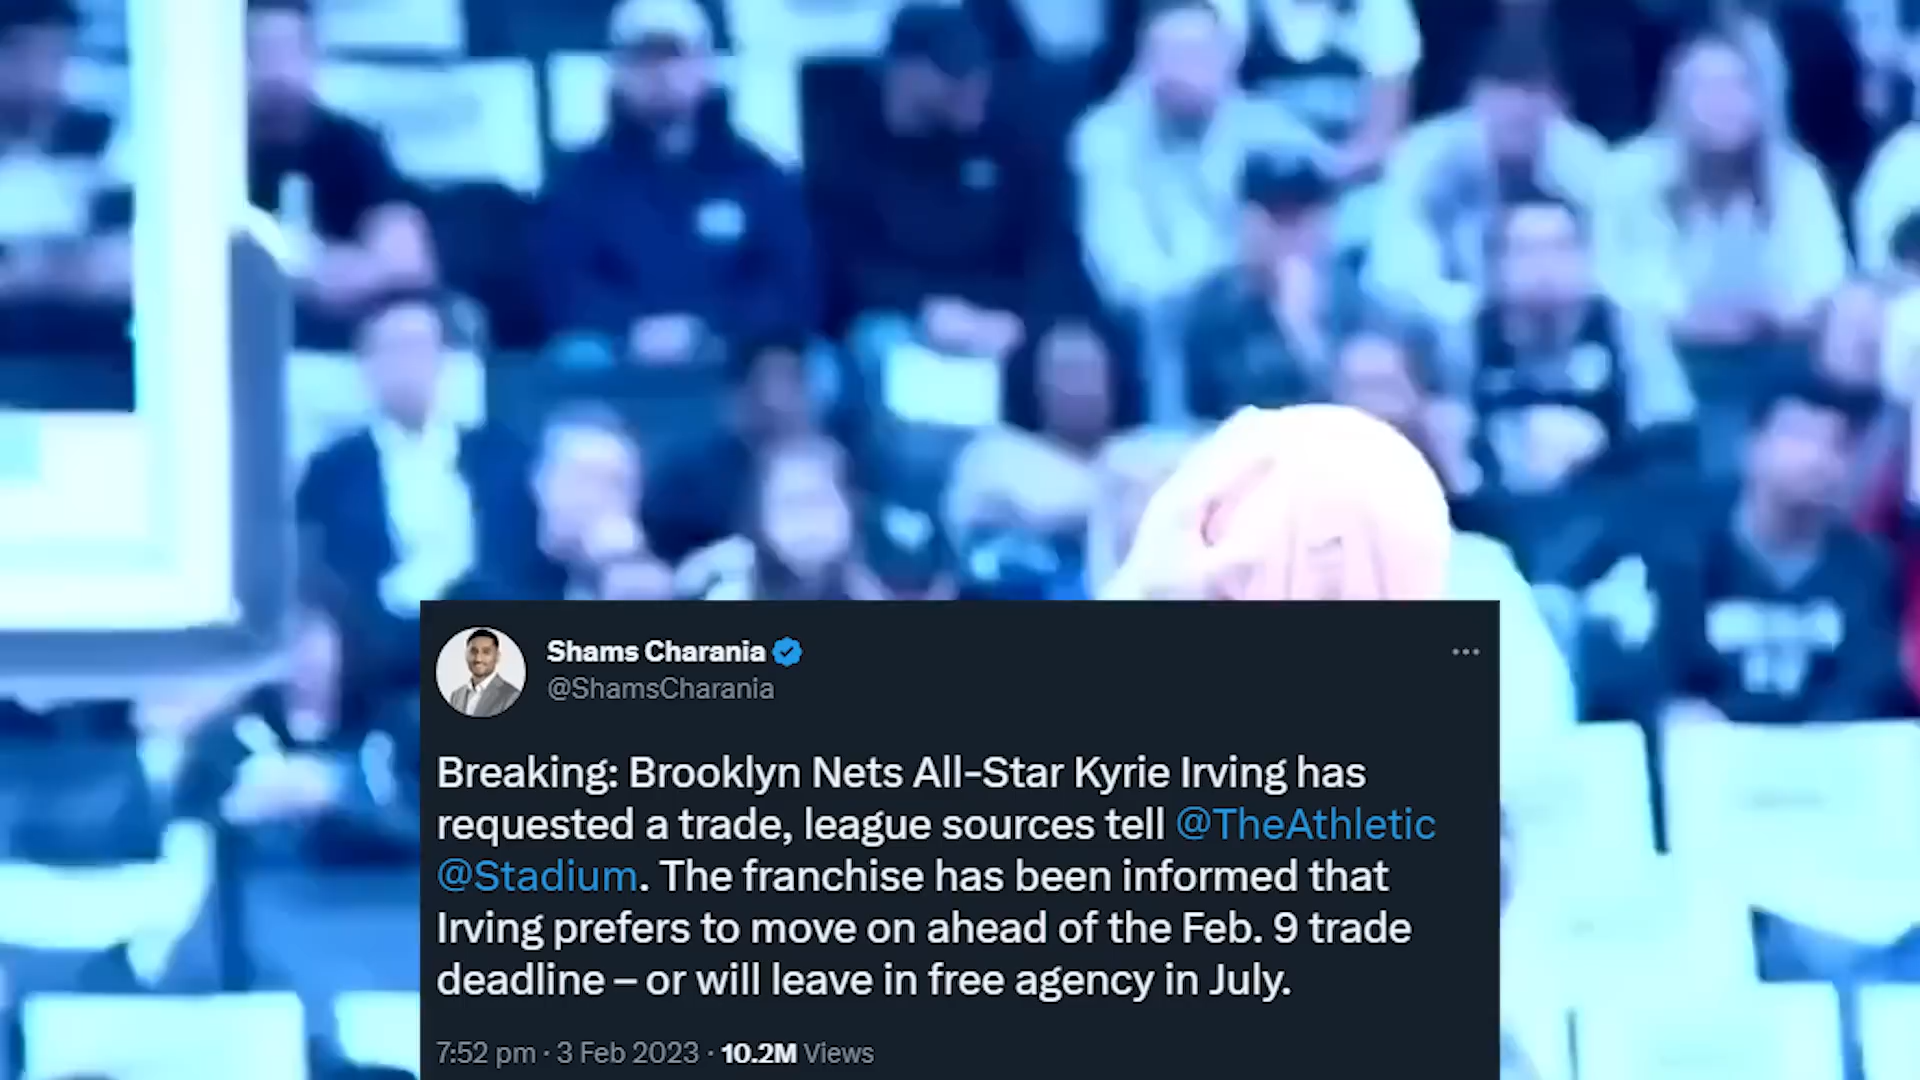 Shams Charania
@ShamsCharania
Breaking: Brooklyn Nets All-Star Kyrie Irving has
requested a trade, league sources tell @TheAthletic
@Stadium. The franchise has been informed that
Irving prefers to move on ahead of the Feb. 9 trade
deadline – or will leave in free agency in July.
7:52 pm · 3 Feb 2023 · 10.2M Views